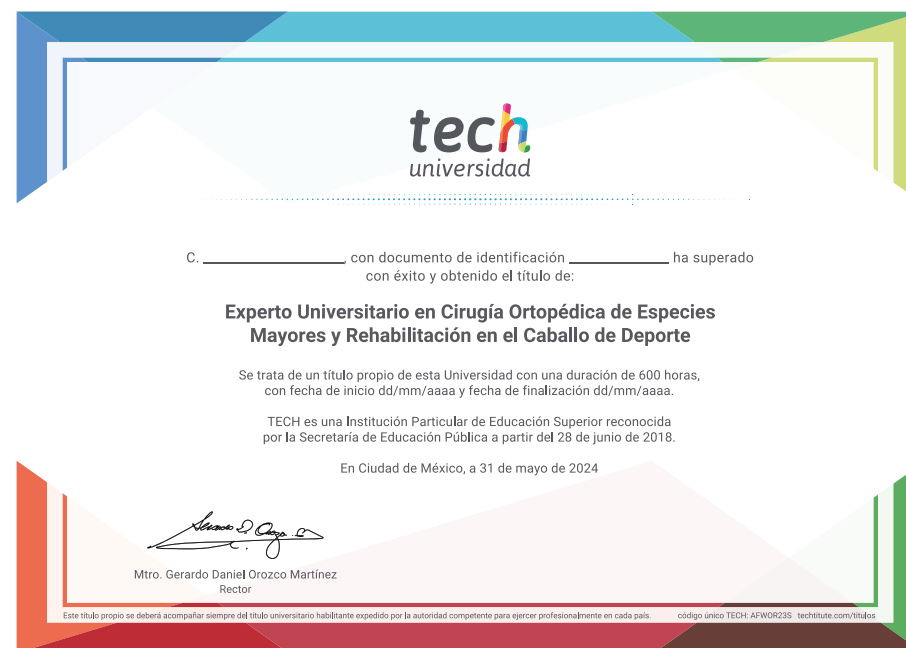 tech
universidad
C. ____________, con documento de identificación ____________ ha superado
con éxito y obtenido el título de:
Experto Universitario en Cirugía Ortopédica de Especies
Mayores y Rehabilitación en el Caballo de Deporte
Se trata de un título propio de esta Universidad con una duración de 600 horas,
con fecha de inicio dd/mm/aaaa y fecha de finalización dd/mm/aaaa.
TECH es una Institución Particular de Educación Superior reconocida
por la Secretaría de Educación Pública a partir del 28 de junio de 2018.
En Ciudad de México, a 31 de mayo de 2024
Mtro. Gerardo Daniel Orozco Martínez
Rector
Este título propio se deberá acompañar siempre del título universitario habilitante expedido por la autoridad competente para ejercer profesionalmente en cada país. código único TECH: AFWOR23S techtitute.com/titulos